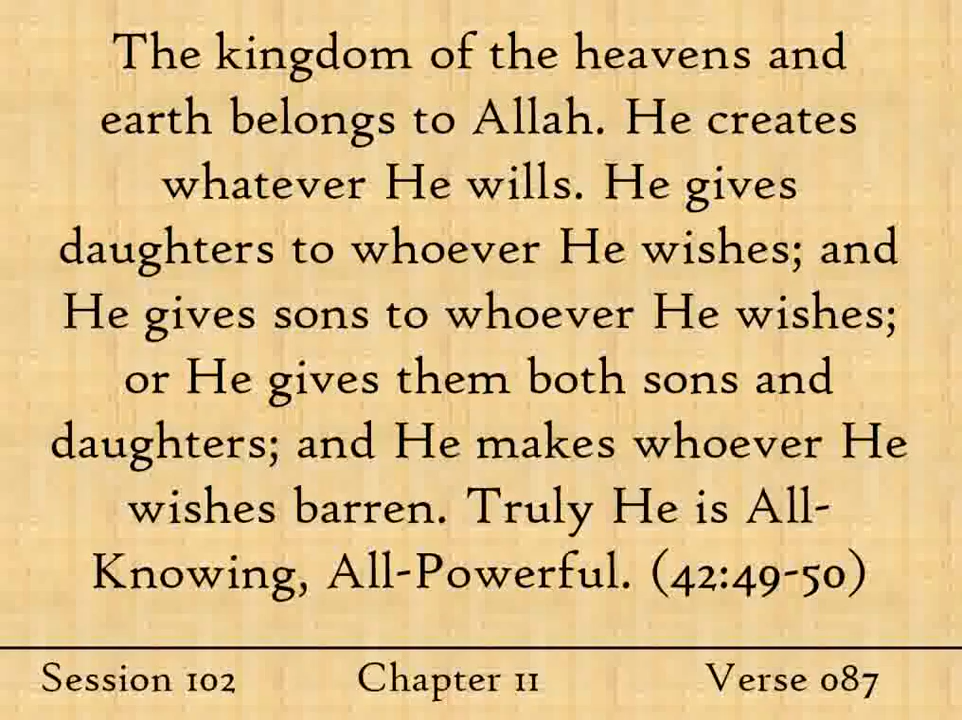 The kingdom of the heavens and
earth belongs to Allah. He creates
whatever He wills. He gives
daughters to whoever He wishes; and
He gives sons to whoever He wishes;
or He gives them both sons and
daughters; and He makes whoever He
wishes barren. Truly He is All-
Knowing, All-Powerful. (42:49-50)
Session 102 Chapter 11 Verse 087